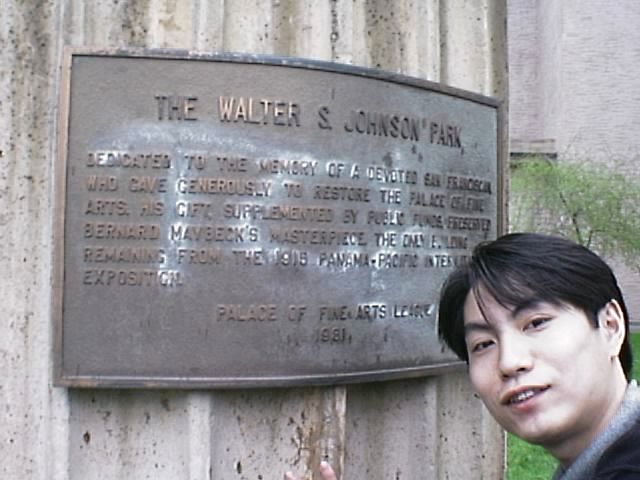 THE WALTER S. JOHNSON PARK
DEDICATED TO THE MEMORY OF A DEVOTED SAN FRANCISCAN
WHO GAVE GENEROUSLY TO RESTORE THE PALACE OF FINE
ARTS. HIS GIFT, SUPPLEMENTED BY PUBLIC FUNDS, PRESERVED
BERNARD MAYBECK'S MASTERPIECE, THE ONLY BUILDING
REMAINING FROM THE 1915 PANAMA-PACIFIC
EXPOSITION.
PALACE OF FINE ARTS LEAGUE
1981